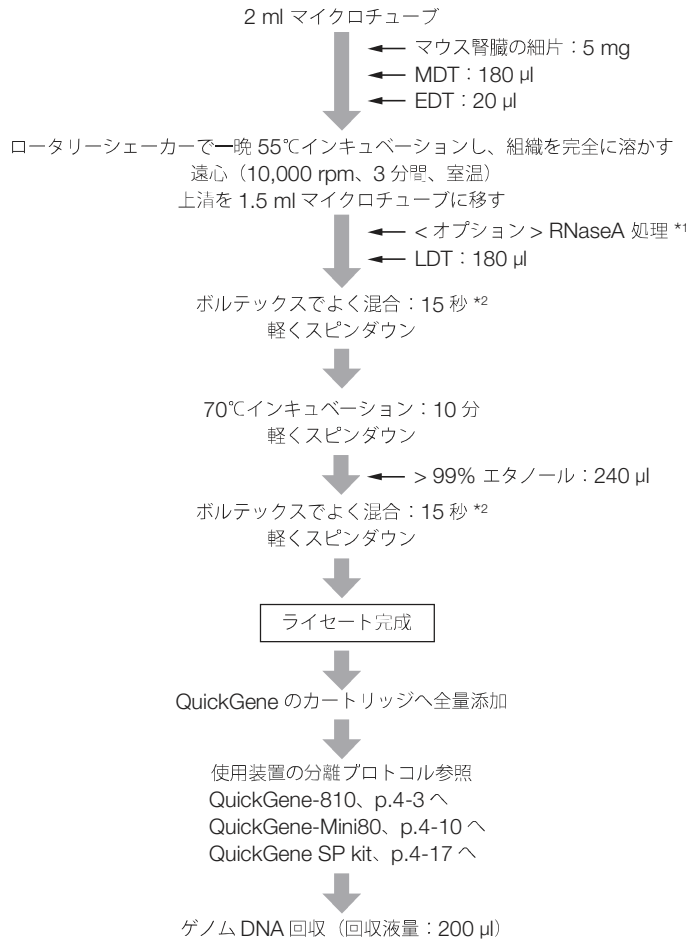 2 ml マイクロチューブ
マウス腎臓の細片：5 mg
MDT：180 µl
EDT：20 µl
ロータリーシェーカーで一晩 55℃インキュベーションし、組織を完全に溶かす
遠心（10,000 rpm、3 分間、室温）
上清を 1.5 ml マイクロチューブに移す
< オプション > RNaseA 処理 *1
LDT：180 µl
ボルテックスでよく混合：15 秒 *2
軽くスピンダウン
70℃インキュベーション：10 分
軽くスピンダウン
> 99% エタノール：240 µl
ボルテックスでよく混合：15 秒 *2
軽くスピンダウン
ライセート完成
QuickGene のカートリッジへ全量添加
使用装置の分離プロトコル参照
QuickGene-810、p.4-3 へ
QuickGene-Mini80、p.4-10 へ
QuickGene SP kit、p.4-17 へ
ゲノム DNA 回収（回収液量：200 µl）